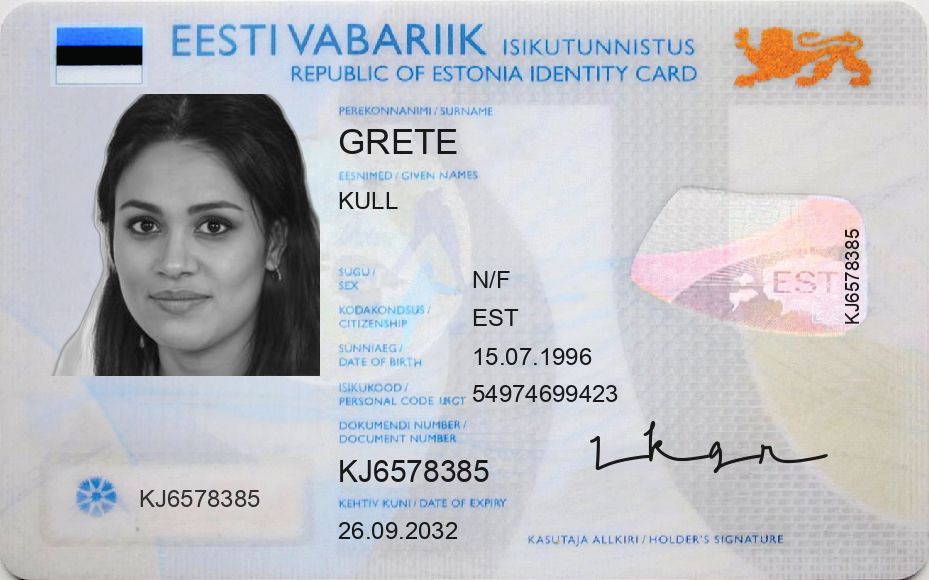 EESTI VABARIIK ISIKUTUNNISTUS
REPUBLIC OF ESTONIA IDENTITY CARD
PEREKONNANIMI / SURNAME
GRETE
EESNIMED / GIVEN NAMES
KULL
SUGU /
SEX
N/F
KODAKONDSUS /
CITIZENSHIP
EST
SÜNNIAEG /
DATE OF BIRTH
15.07.1996
ISIKUKOOD /
PERSONAL CODE
54974699423
DOKUMENDI NUMBER /
DOCUMENT NUMBER
KJ6578385
KEHTIV KUNI / DATE OF EXPIRY
26.09.2032
KJ6578385
EST
KJ6578385
KASUTAJA ALLKIRI / HOLDER'S SIGNATURE